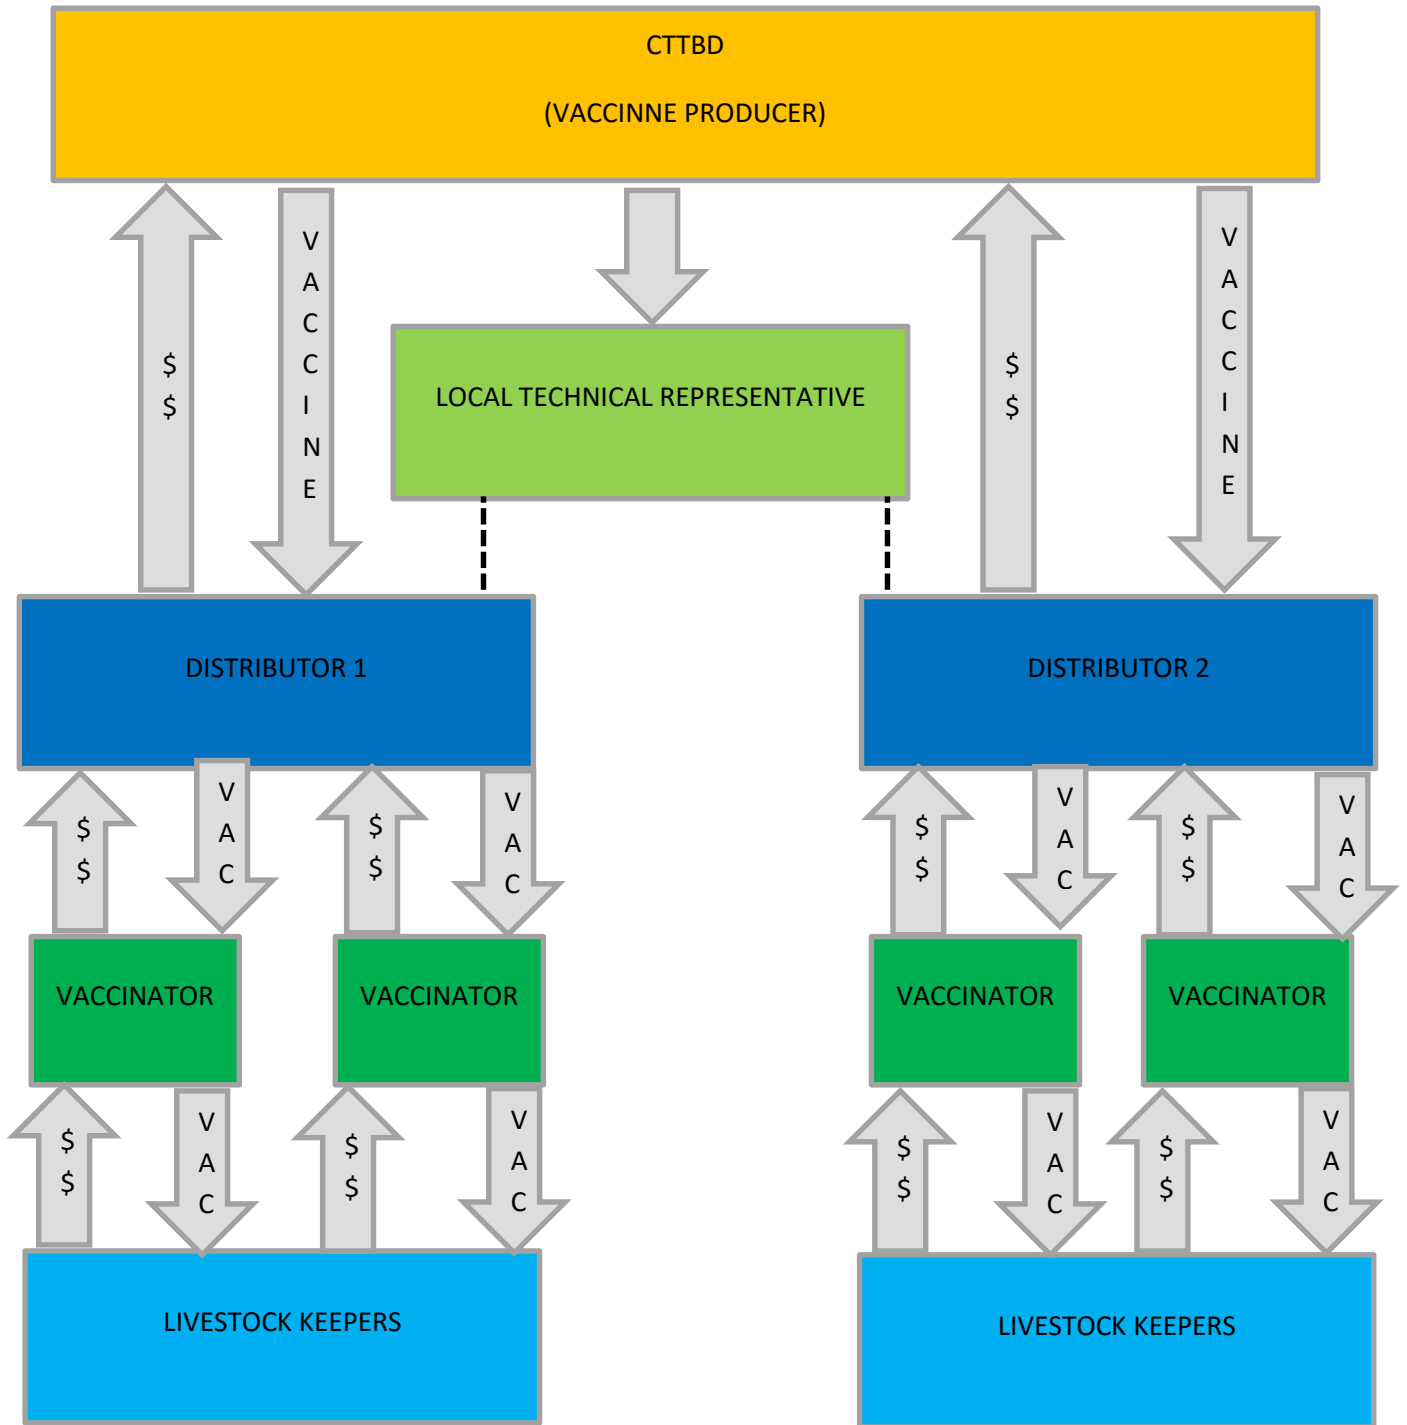 CTTBD
(VACCINNE PRODUCER)
$
$
V
A
C
C
I
N
E
LOCAL TECHNICAL REPRESENTATIVE
$
$
V
A
C
C
I
N
E
DISTRIBUTOR 1
DISTRIBUTOR 2
$
$
V
A
C
$
$
V
A
C
$
$
V
A
C
$
$
V
A
C
VACCINATOR
VACCINATOR
VACCINATOR
VACCINATOR
$
$
V
A
C
$
$
V
A
C
$
$
V
A
C
$
$
V
A
C
LIVESTOCK KEEPERS
LIVESTOCK KEEPERS